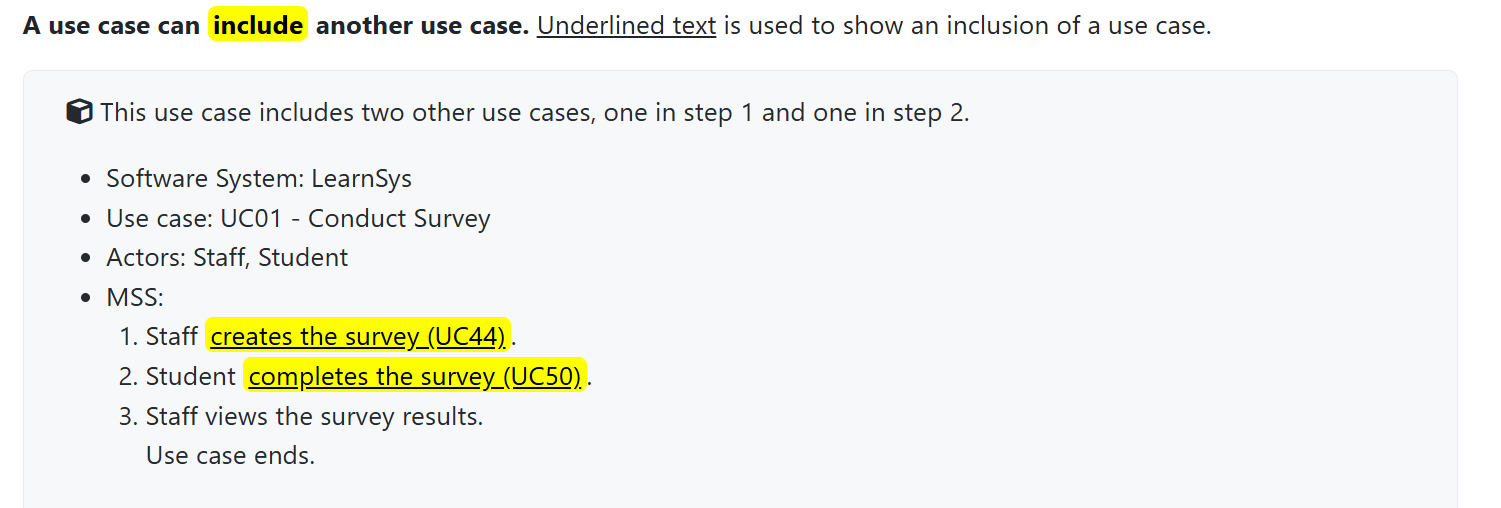 A use case can include another use case. Underlined text is used to show an inclusion of a use case.
This use case includes two other use cases, one in step 1 and one in step 2.
• Software System: LearnSys
• Use case: UC01 - Conduct Survey
• Actors: Staff, Student
• MSS:
1. Staff creates the survey (UC44).
2. Student completes the survey (UC50).
3. Staff views the survey results.
Use case ends.